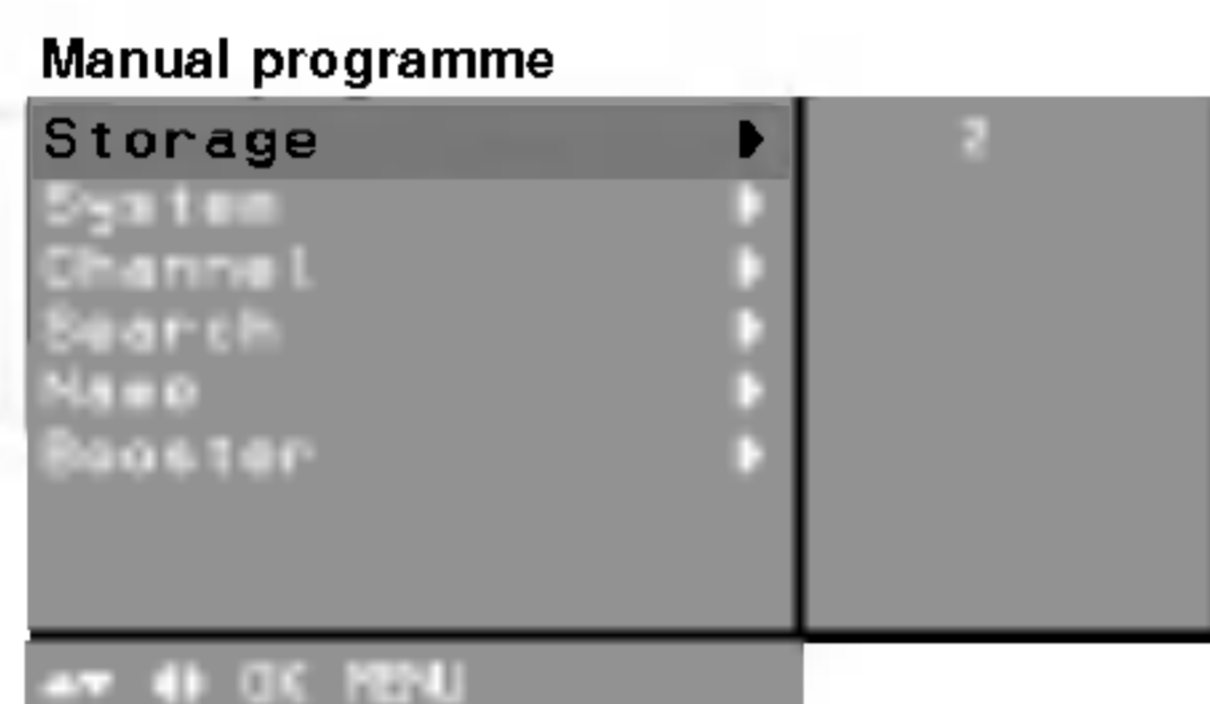 Manual programme
Storage 2
System
Channel
Search
Name
Booster
OK MENU